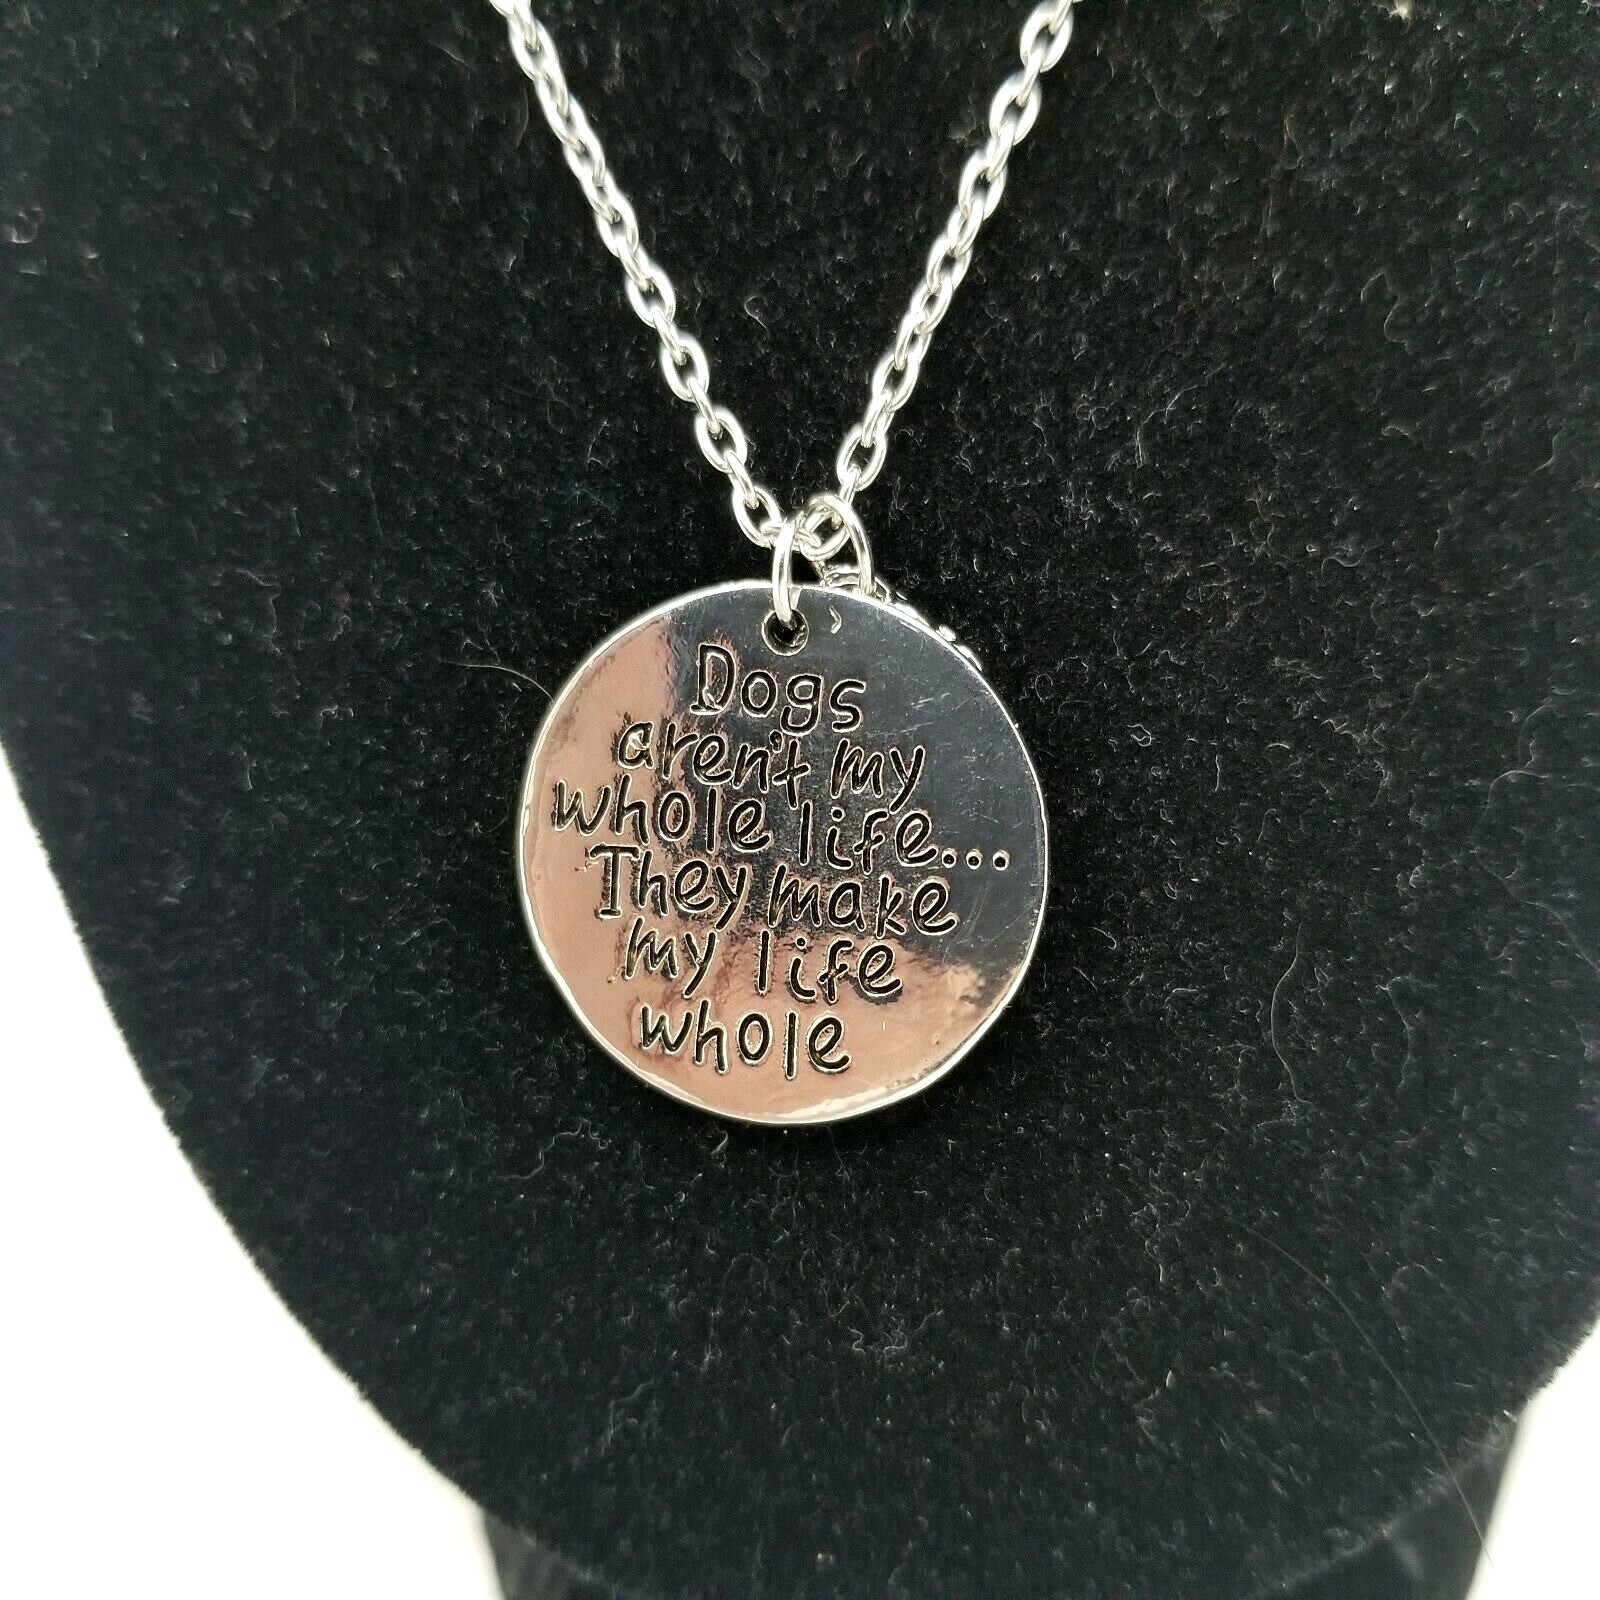 Dogs
aren't my
whole life...
They make
my life
whole